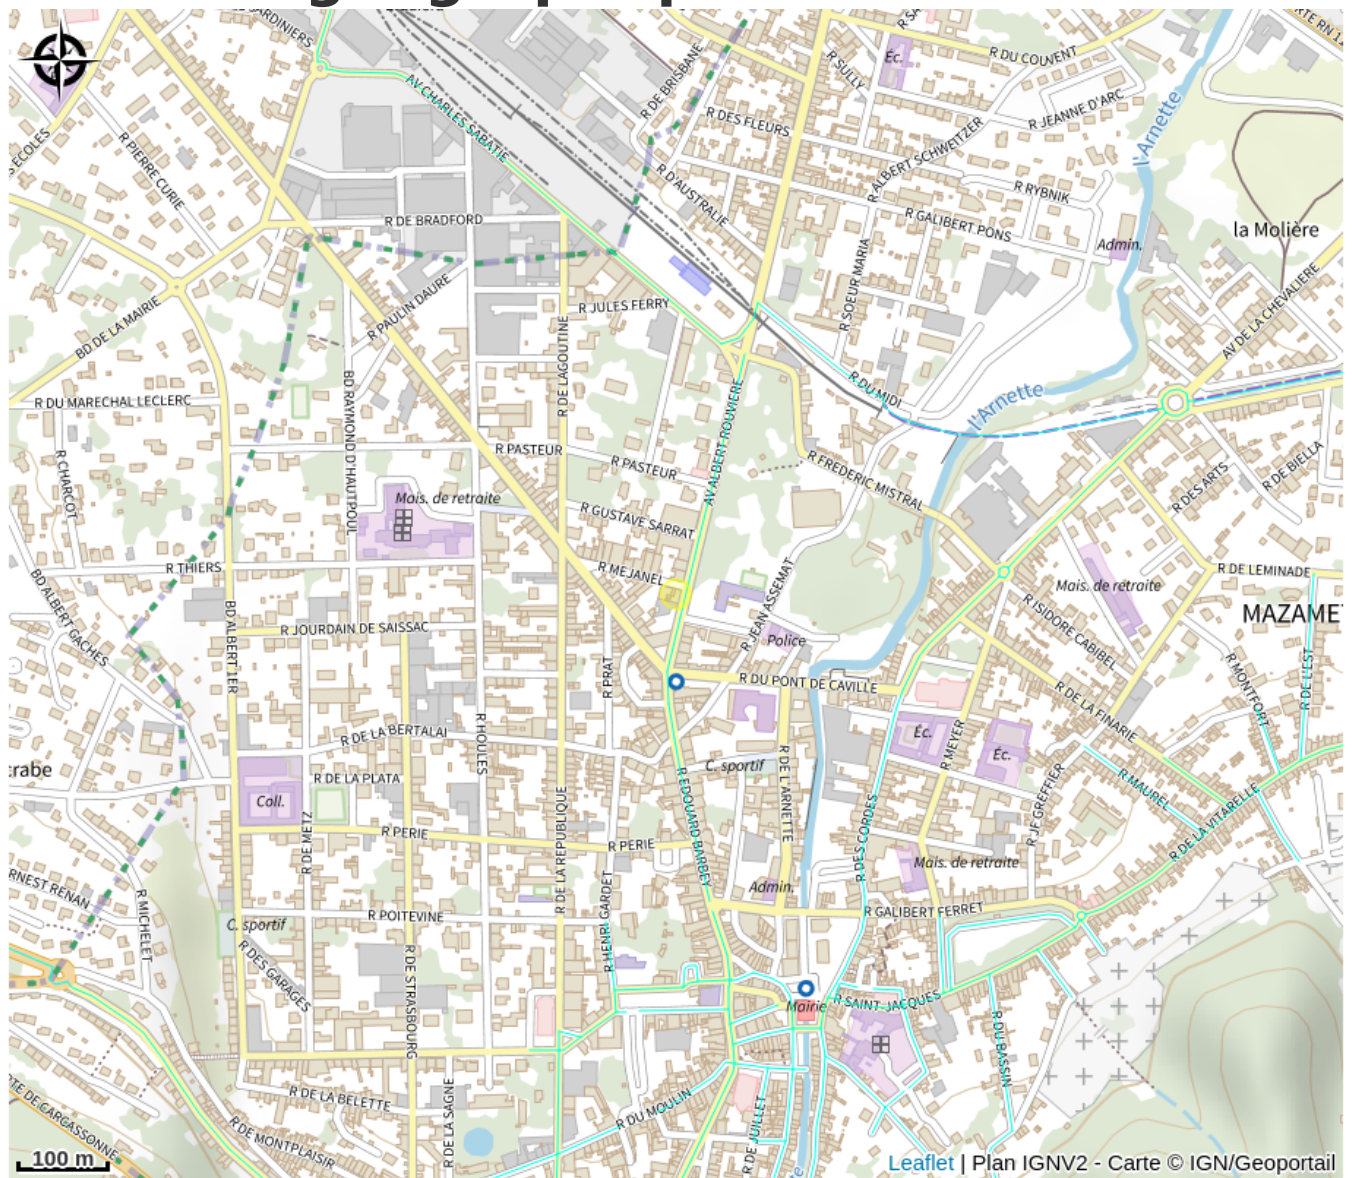 R DE BRISBANE
R SULLY
Éc.
R DU COUVENT
AV CHARLES SABATIE
R DES FLEURS
R JEANNE D'ARC
l'Arnette
R PIERRE CURIE
R ALBERT SCHWEITZER
R D'AUSTRALIE
R RYBNIK
R DE BRADFORD
R GALIBERT PONS
la Molière
Admin.
R SOEUR MARIA
BD DE LA MAIRIE
R PAULIN DAURE
R JULES FERRY
AV DE LA CHEVALIERE
R DE LAGOUTINE
R DU MARECHAL LECLERC
BD RAYMOND D'HAUTPOUL
AV ALBERT ROUVIERE
R DU MIDI
l'Arnette
R CHARCOT
R PASTEUR
R PASTEUR
R FREDERIC MISTRAL
R DES ARTS
R DE BIELLA
Mais. de retraite
R GUSTAVE SARRAT
R THIERS
R MEJANEL
R JEAN ASSEMAT
Mais. de retraite
R DE LEMINADE
BD ALBERT GACHES
BD ALBERT 1ER
R JOURDAIN DE SAISSAC
Police
R ISIDORE CABIBEL
R PRAT
R DU PONT DE CAVILLE
R DE LA FINARIE
R MONTFORT
R DE L'EST
R DE LA BERTALAI
R HOULES
Éc.
R MEYER
Éc.
R DE LA PLATA
C. sportif
R DE L'ARNETTE
R MAUREL
Coll.
R DE METZ
R PERIE
R PERIE
R EDOUARD BARBEY
R DES CORDES
R JF GREFFIER
R DE LA VITARELLE
R DE LA REPUBLIQUE
Mais. de retraite
Admin.
R MICHELET
R POITEVINE
R HENRI GARDET
R GALIBERT FERRET
C. sportif
R DES GARAGES
R DE STRASBOURG
Mairie
R SAINT-JACQUES
R DU BASSIN
R DE LA BELETTE
R DE LA SAGNE
R DU MOULIN
R DE MONTPLAISIR
100 m
Leaflet | Plan IGNV2 - Carte © IGN/Geoportail